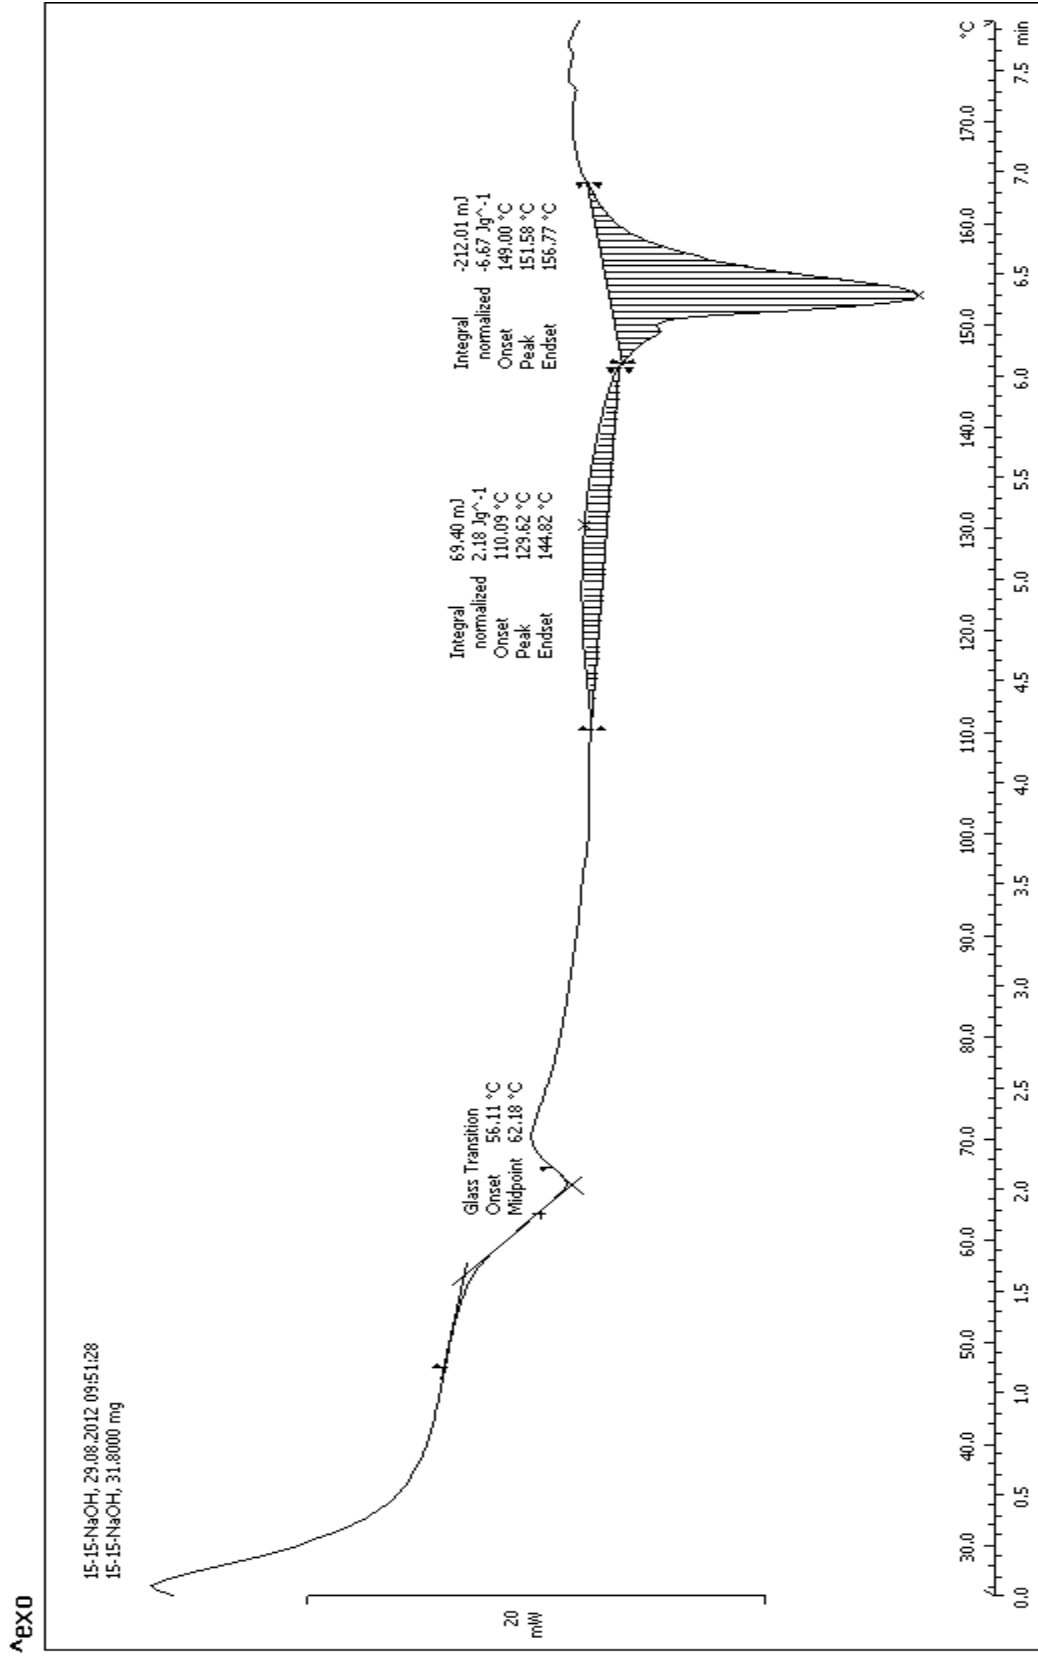 ^exo
15-15-NaOH, 29.08.2012 09:51:28
15-15-NaOH, 31.8000 mg
Glass Transition
Onset 56.11 °C
Midpoint 62.18 °C
Integral 69.40 mJ
normalized 2.18 Jg^-1
Onset 110.09 °C
Peak 129.62 °C
Endset 144.82 °C
Integral -212.01 mJ
normalized -6.67 Jg^-1
Onset 149.00 °C
Peak 151.58 °C
Endset 156.77 °C
20
mW
30.0 40.0 50.0 60.0 70.0 80.0 90.0 100.0 110.0 120.0 130.0 140.0 150.0 160.0 170.0 °C
0.0 0.5 1.0 1.5 2.0 2.5 3.0 3.5 4.0 4.5 5.0 5.5 6.0 6.5 7.0 7.5 min